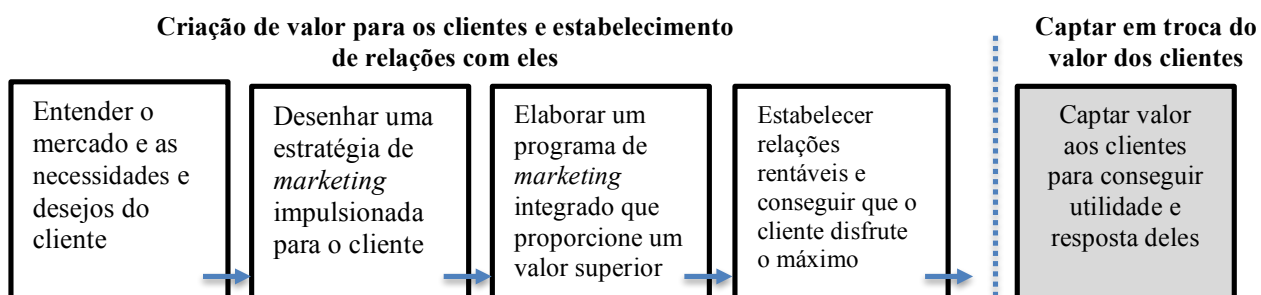 Criação de valor para os clientes e estabelecimento
de relações com eles
Captar em troca do
valor dos clientes
Entender o
mercado e as
necessidades e
desejos do
cliente
Desenhar uma
estratégia de
marketing
impulsionada
para o cliente
Elaborar um
programa de
marketing
integrado que
proporcione um
valor superior
Estabelecer
relações
rentáveis e
conseguir que o
cliente disfrute
o máximo
Captar valor
aos clientes
para conseguir
utilidade e
resposta deles